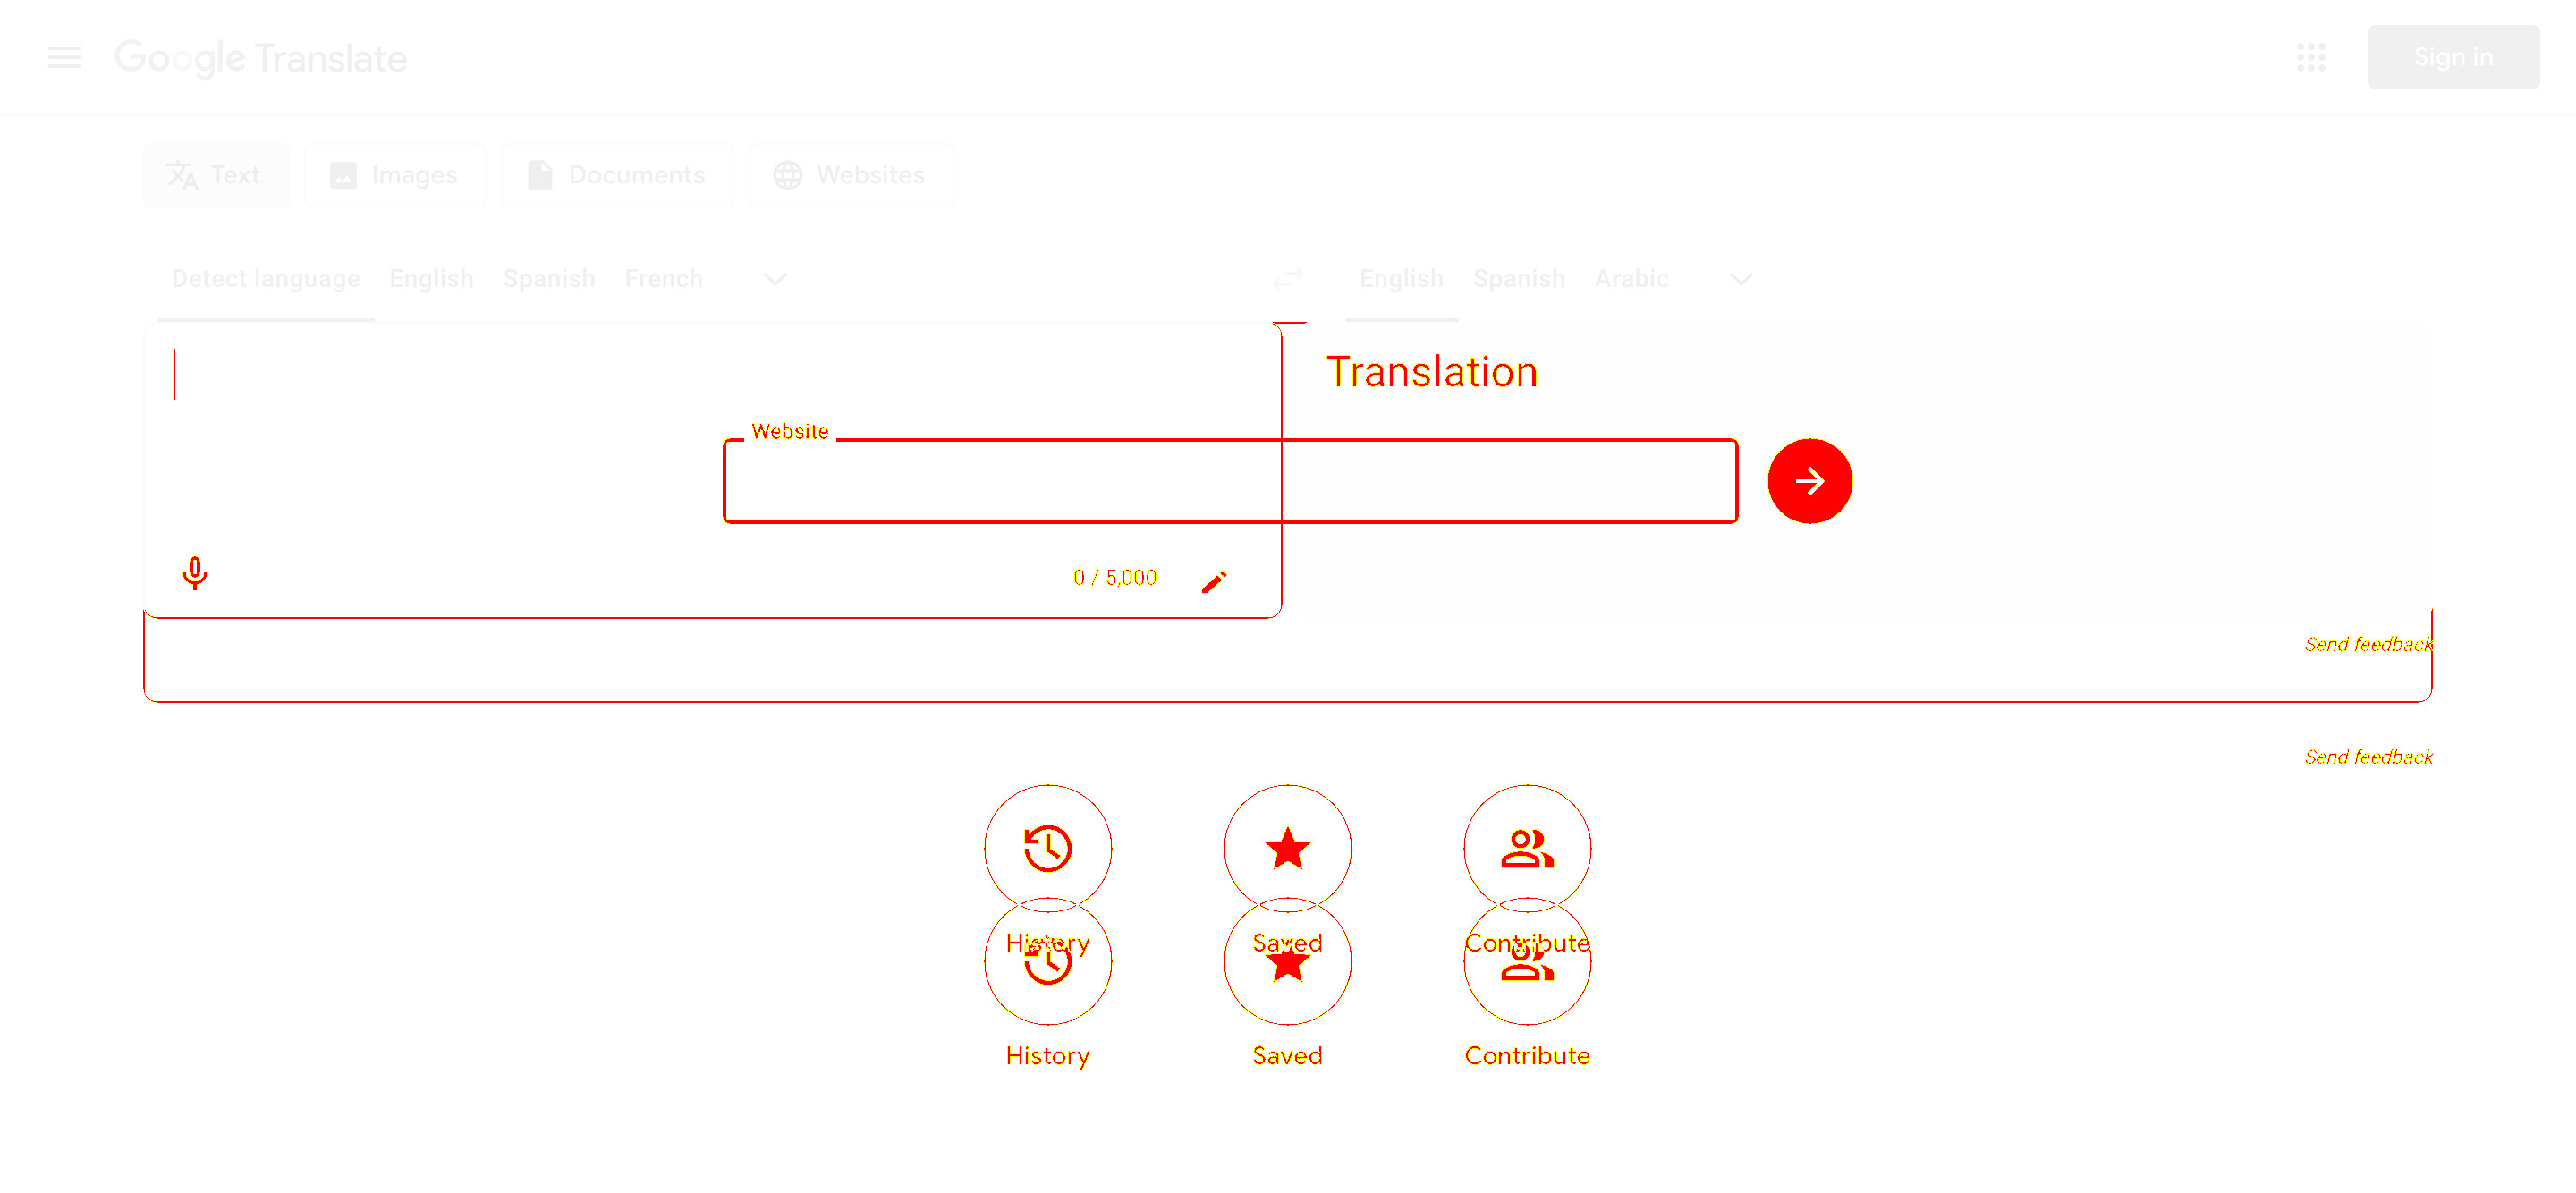 Google Translate
Sign in
Text Images Documents Websites
Detect language English Spanish French English Spanish Arabic
Translation
Website
0 / 5,000
Send feedback
Send feedback
History Saved Contribute
History Saved Contribute